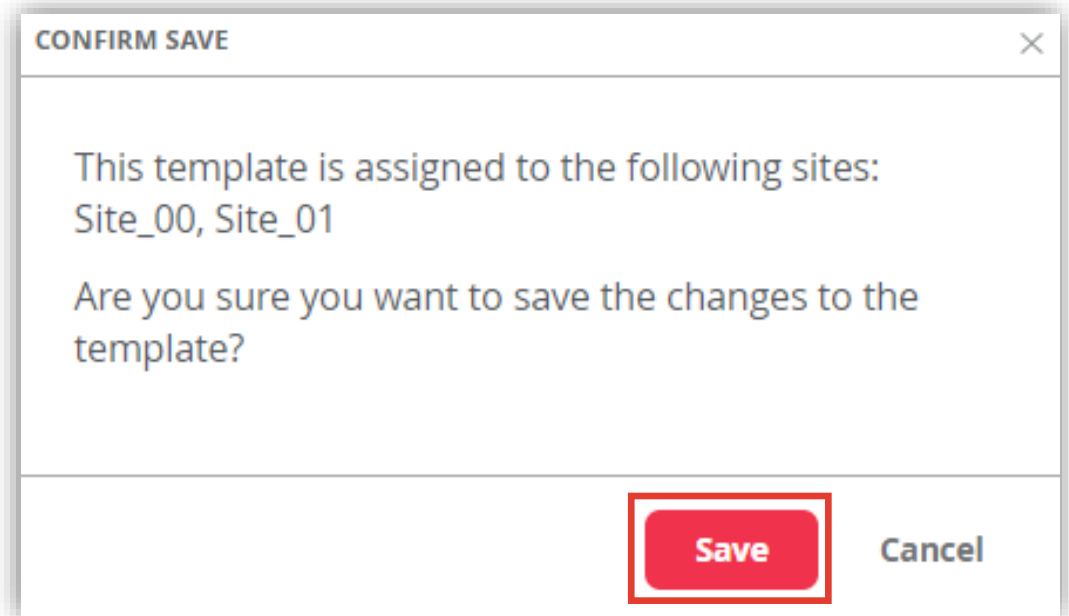 CONFIRM SAVE
This template is assigned to the following sites:
Site_00, Site_01
Are you sure you want to save the changes to the
template?
Save
Cancel